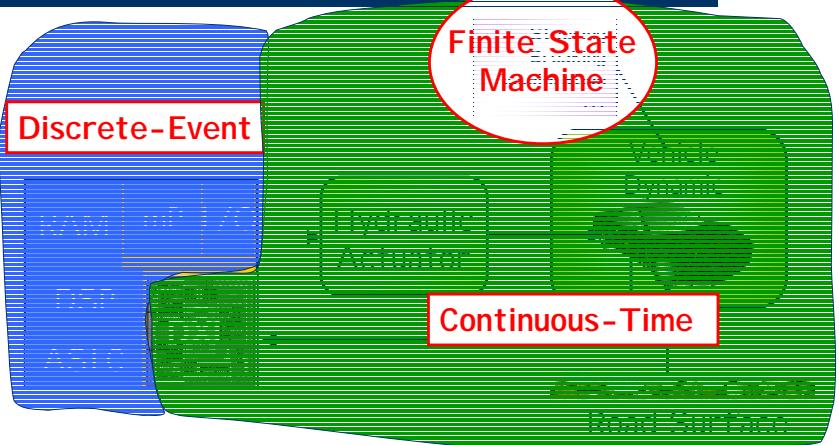 Finite State
Machine
Discrete-Event
Vehicle
Dynamic
RAM
I/O
Hydraulic
Actuator
DSP
Continuous-Time
ASIC
Road Surface